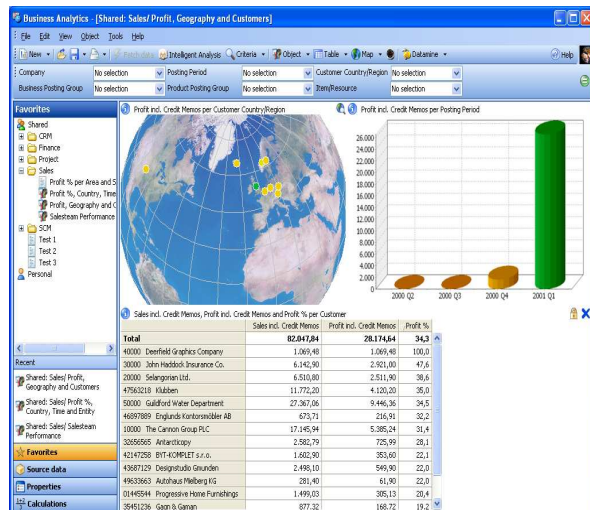 Business Analytics - [Shared: Sales/ Profit, Geography and Customers]
File Edit View Object Tools Help
New Fetch data Intelligent Analysis Criteria Object Table Map Datamine Help
Company No selection Posting Period No selection Customer Country/Region No selection
Business Posting Group No selection Product Posting Group No selection Item/Resource No selection
Favorites
Shared
CRM
Finance
Project
Sales
Profit % per Area and S
Profit %, Country, Time
Profit, Geography and C
Salesteam Performance
SCM
Test 1
Test 2
Test 3
Personal
Recent
Shared: Sales/ Profit,
Geography and Customers
Shared: Sales/ Profit %,
Country, Time and Entity
Shared: Sales/ Salesteam
Performance
Favorites
Source data
Properties
Calculations
Profit incl. Credit Memos per Customer Country/Region
Profit incl. Credit Memos per Posting Period
26.000
24.000
22.000
20.000
18.000
16.000
14.000
12.000
10.000
8.000
6.000
4.000
2.000
0
2000 Q2 2000 Q3 2000 Q4 2001 Q1
Sales incl. Credit Memos, Profit incl. Credit Memos and Profit % per Customer
Sales incl. Credit Memos Profit incl. Credit Memos Profit %
Total 82.047,84 28.174,64 34,3
40000 Deerfield Graphics Company 1.069,48 1.069,48 100,0
30000 John Haddock Insurance Co. 6.142,90 2.921,80 47,6
20000 Selangorian Ltd. 6.510,80 2.511,90 38,6
47563218 Klubben 11.772,20 4.120,20 35,0
50000 Guildford Water Department 27.367,06 9.446,36 34,5
46897889 Englunds Kontorsmöbler AB 673,71 216,91 32,2
10000 The Cannon Group PLC 17.145,94 5.385,24 31,4
32656565 Antarcticopy 2.582,79 725,99 28,1
42147258 BYT-KOMPLET s.r.o. 1.602,90 353,60 22,1
43687129 Designstudio Gmunden 2.498,10 549,90 22,0
49633663 Autohaus Mielberg KG 281,40 61,90 22,0
01445544 Progressive Home Furnishings 1.499,03 305,13 20,4
35451236 Gagn & Gaman 877,32 168,72 19,2